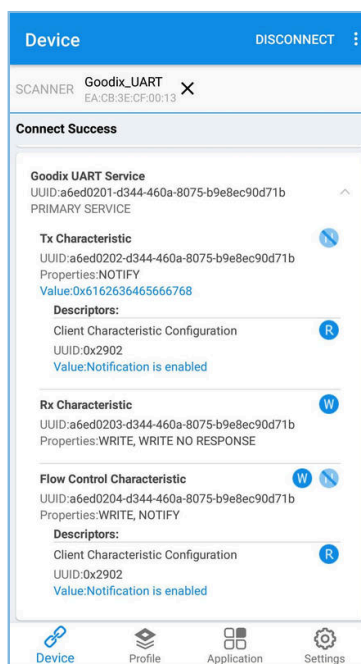 Device
DISCONNECT
SCANNER
Goodix_UART
EA:CB:3E:CF:00:13
Connect Success
Goodix UART Service
UUID:a6ed0201-d344-460a-8075-b9e8ec90d71b
PRIMARY SERVICE
Tx Characteristic
UUID:a6ed0202-d344-460a-8075-b9e8ec90d71b
Properties:NOTIFY
Value:0x6162636465666768
Descriptors:
Client Characteristic Configuration
R
UUID:0x2902
Value:Notification is enabled
Rx Characteristic
W
UUID:a6ed0203-d344-460a-8075-b9e8ec90d71b
Properties:WRITE, WRITE NO RESPONSE
Flow Control Characteristic
W
UUID:a6ed0204-d344-460a-8075-b9e8ec90d71b
Properties:WRITE, NOTIFY
Descriptors:
Client Characteristic Configuration
R
UUID:0x2902
Value:Notification is enabled
Device
Profile
Application
Settings